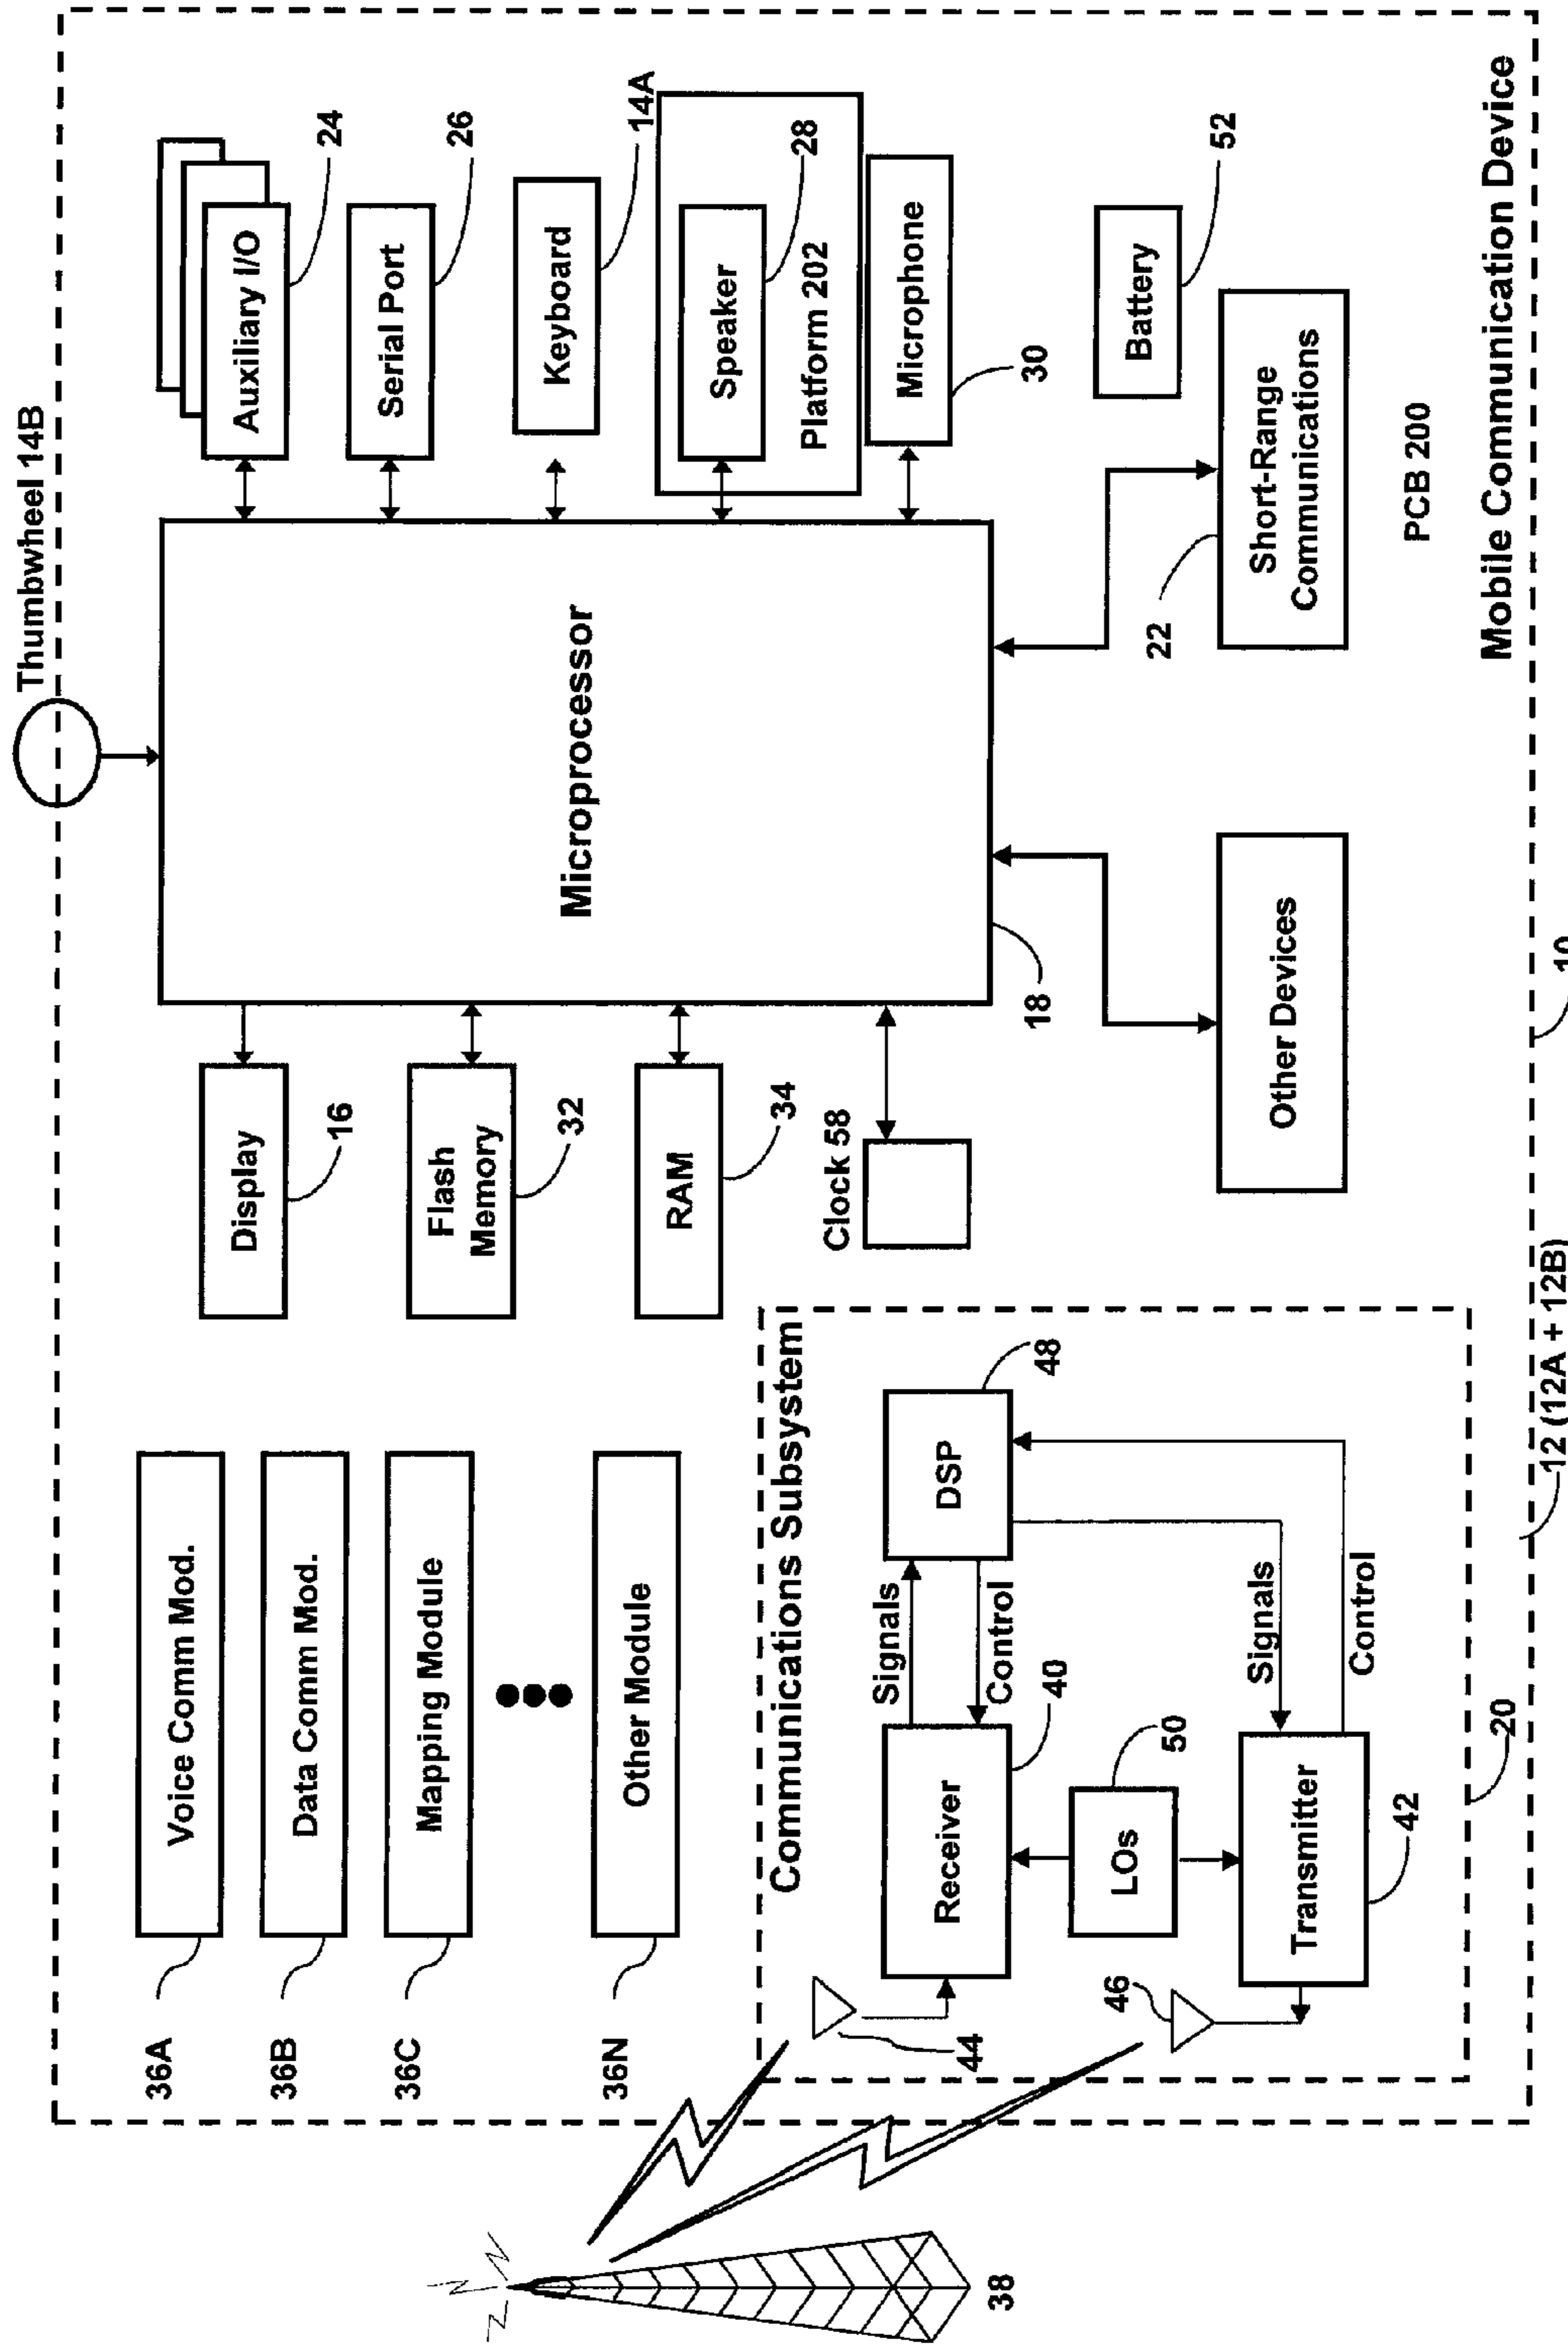 Thumbwheel 14B
36A
Voice Comm Mod.
36B
Data Comm Mod.
36C
Mapping Module
36N
Other Module
Display
16
Flash
Memory
32
RAM
34
Clock 58
Microprocessor
18
Auxiliary I/O
24
Serial Port
26
Keyboard
14A
Speaker
28
Platform 202
Microphone
30
Battery
52
Short-Range
Communications
22
Other Devices
PCB 200
Mobile Communication Device
Communications Subsystem
44
Receiver
40
Signals
Control
DSP
48
LOs
50
46
Transmitter
42
Signals
Control
20
38
12 (12A + 12B)
10